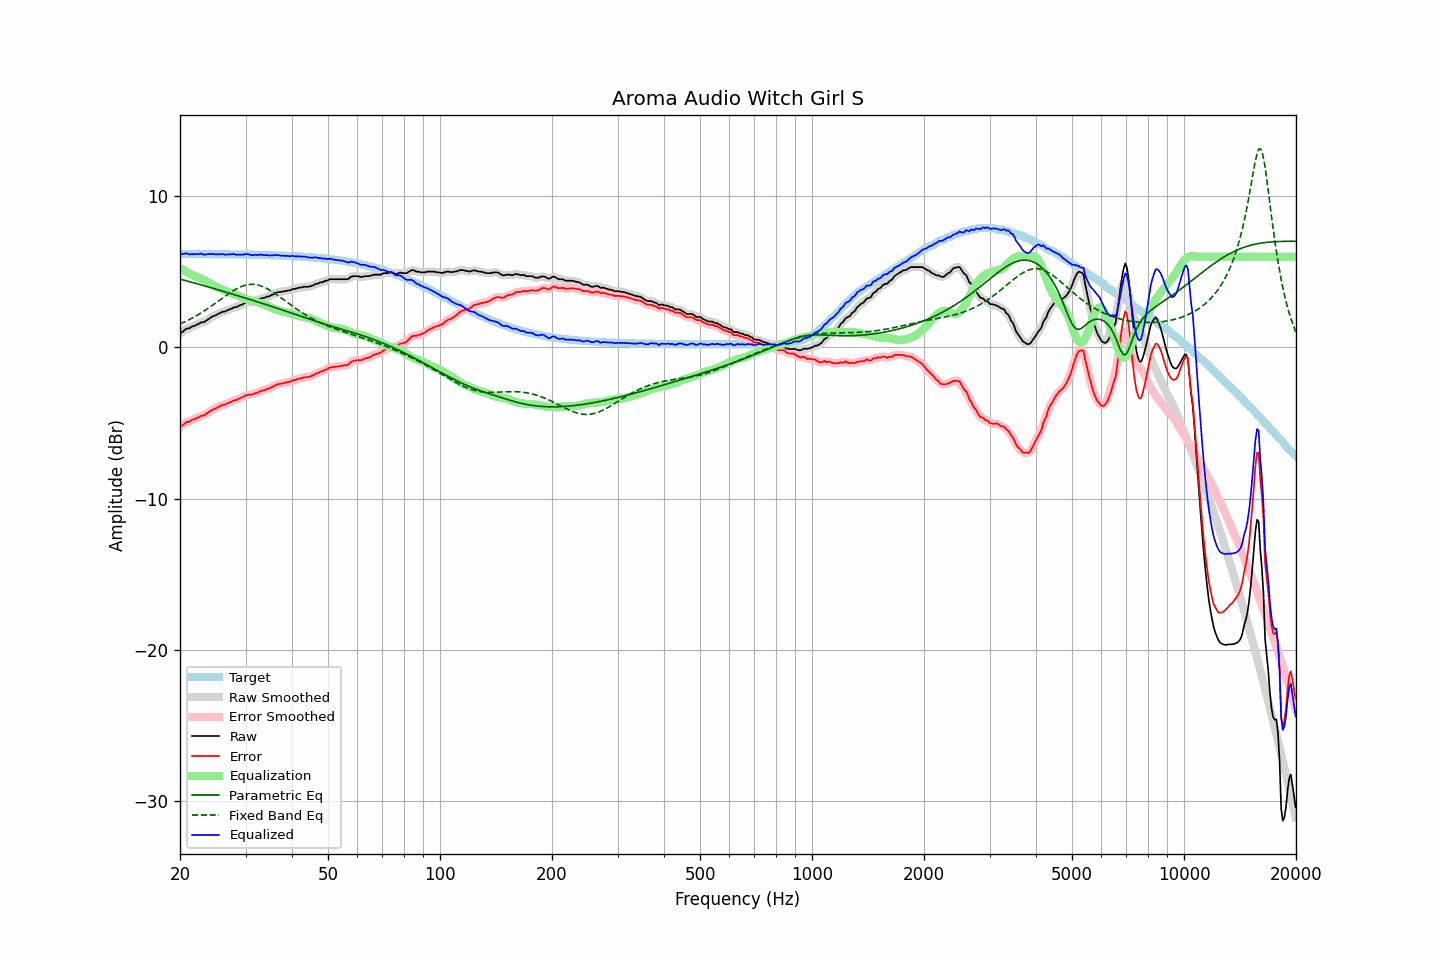 Aroma Audio Witch Girl S
Amplitude (dBr)
10
0
−10
−20
−30
Target
Raw Smoothed
Error Smoothed
Raw
Error
Equalization
Parametric Eq
Fixed Band Eq
Equalized
20 50 100 200 500 1000 2000 5000 10000 20000
Frequency (Hz)